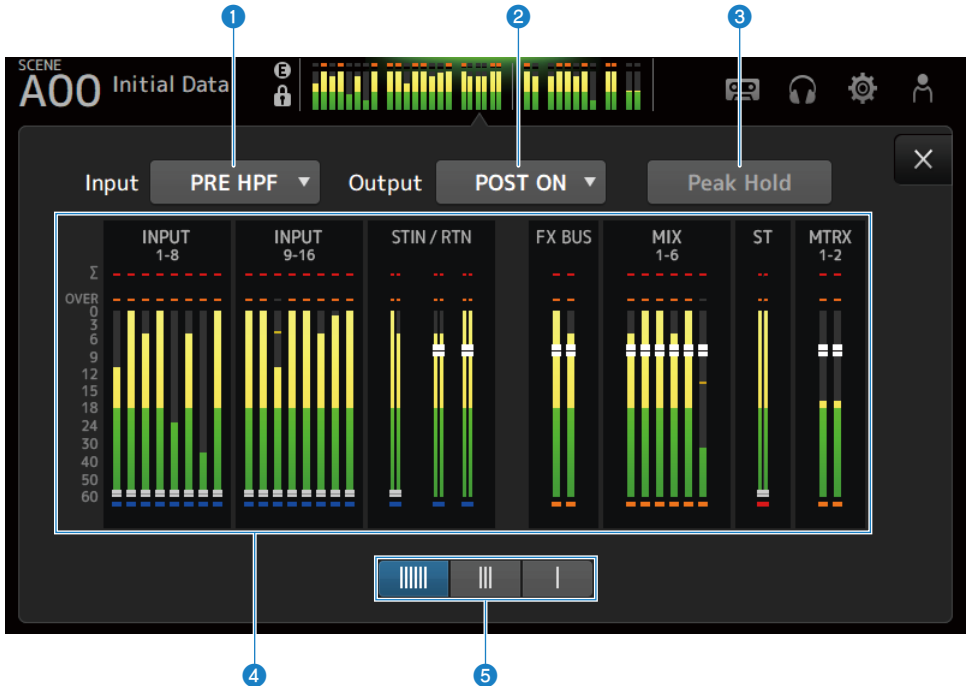 1 2 3
SCENE
A00 Initial Data E
Input PRE HPF Output POST ON Peak Hold
INPUT INPUT STIN / RTN FX BUS MIX ST MTRX
1-8 9-16 1-6 1-2
Σ
OVER
0
3
6
9
12
15
18
24
30
40
50
60
4 5